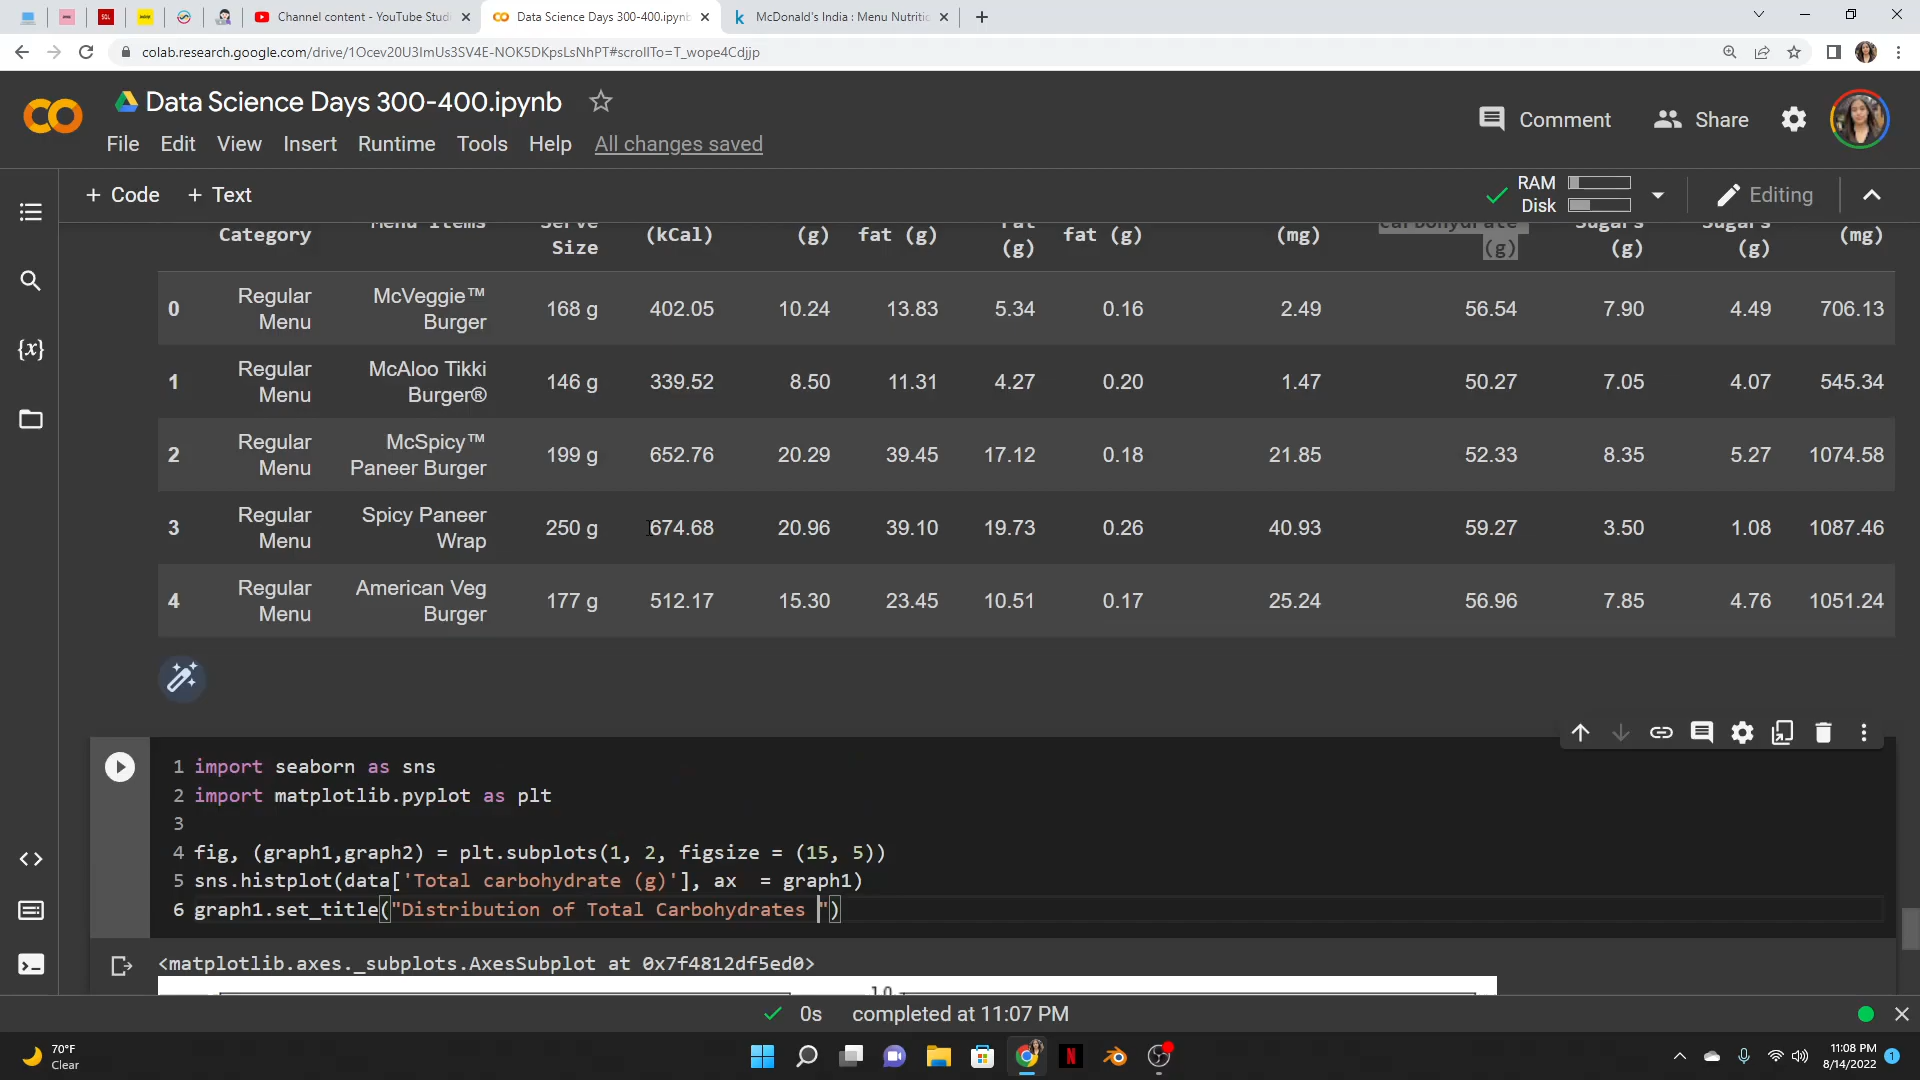 Channel content - YouTube Studi
Data Science Days 300-400.ipynb
McDonald's India : Menu Nutritic
colab.research.google.com/drive/1Ocev20U3ImUs3SV4E-NOK5DKpsLsNhPT#scrollTo=T_wope4Cdjjp
Data Science Days 300-400.ipynb
Comment Share
File Edit View Insert Runtime Tools Help All changes saved
+ Code + Text
RAM
Disk
Editing
Category Menu Items Serve Size (kCal) (g) fat (g) Fat (g) fat (g) (mg) carbohydrate (g) Sugars (g) Sugars (g) (mg)
0 Regular Menu McVeggie™ Burger 168 g 402.05 10.24 13.83 5.34 0.16 2.49 56.54 7.90 4.49 706.13
1 Regular Menu McAloo Tikki Burger® 146 g 339.52 8.50 11.31 4.27 0.20 1.47 50.27 7.05 4.07 545.34
2 Regular Menu McSpicy™ Paneer Burger 199 g 652.76 20.29 39.45 17.12 0.18 21.85 52.33 8.35 5.27 1074.58
3 Regular Menu Spicy Paneer Wrap 250 g 674.68 20.96 39.10 19.73 0.26 40.93 59.27 3.50 1.08 1087.46
4 Regular Menu American Veg Burger 177 g 512.17 15.30 23.45 10.51 0.17 25.24 56.96 7.85 4.76 1051.24
1 import seaborn as sns
2 import matplotlib.pyplot as plt
3
4 fig, (graph1,graph2) = plt.subplots(1, 2, figsize = (15, 5))
5 sns.histplot(data['Total carbohydrate (g)'], ax  = graph1)
6 graph1.set_title("Distribution of Total Carbohydrates ")
<matplotlib.axes._subplots.AxesSubplot at 0x7f4812df5ed0>
1.0
0s completed at 11:07 PM
70°F
Clear
11:08 PM
8/14/2022
1